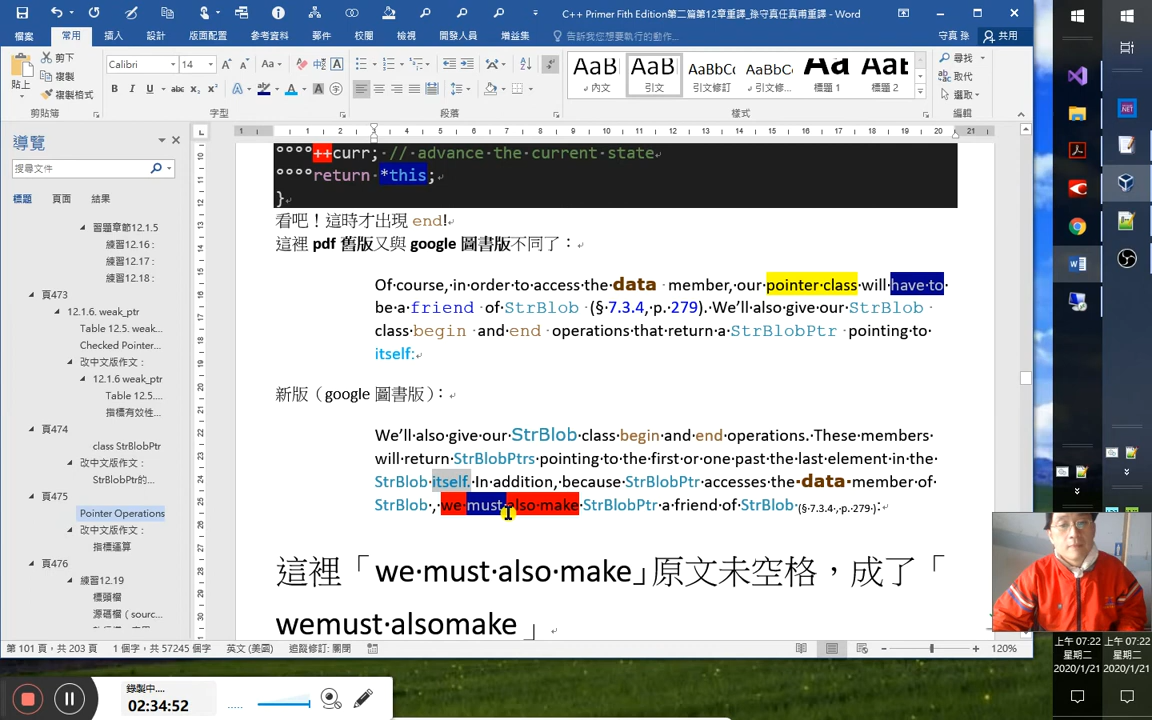 C++ Primer Fith Edition第二篇第12章重譯_孫守真任真甫重譯 - Word
檔案 常用 插入 設計 版面配置 參考資料 郵件 校閱 檢視 開發人員 增益集 告訴我您想要執行的動作... 守真 孫 共用
貼上 剪下 複製 複製格式 剪貼簿
Calibri 14 字型
段落
AaB 內文 AaB 引文 AaBbCc 引文修訂 AaBbC 引文修... Aa 標題 1 Aat 標題 2 樣式
尋找 取代 選取 編輯
導覽
搜尋文件
標題 頁面 結果
習題章節12.1.5
練習12.16 :
練習12.17 :
練習12.18 :
頁473
12.1.6. weak_ptr
Table 12.5. weak...
Checked Pointer...
改中文版作文：
12.1.6 weak_ptr
Table 12.5....
指標有效性...
頁474
class StrBlobPtr
改中文版作文：
StrBlobPtr的...
頁475
Pointer Operations
改中文版作文：
指標運算
頁476
練習12.19
標頭檔
源碼檔（sourc...
++curr; // advance the current state
return *this;
}
看吧！這時才出現 end!
這裡 pdf 舊版又與 google 圖書版不同了：
Of course, in order to access the data member, our pointer class will have to
be a friend of StrBlob (§ 7.3.4, p. 279). We’ll also give our StrBlob
class begin and end operations that return a StrBlobPtr pointing to
itself:
新版（google 圖書版）：
We’ll also give our StrBlob class begin and end operations. These members
will return StrBlobPtrs pointing to the first or one past the last element in the
StrBlob itself. In addition, because StrBlobPtr accesses the data member of
StrBlob , we must also make StrBlobPtr a friend of StrBlob (§ 7.3.4 , p. 279 ):
這裡「we must also make」原文未空格，成了「
wemust alsomake 」
第 101 頁，共 203 頁 1 個字，共 57245 個字 英文 (美國) 追蹤修訂: 關閉 120%
錄製中....
02:34:52
上午 07:22 上午 07:22
星期二 星期二
2020/1/21 2020/1/21